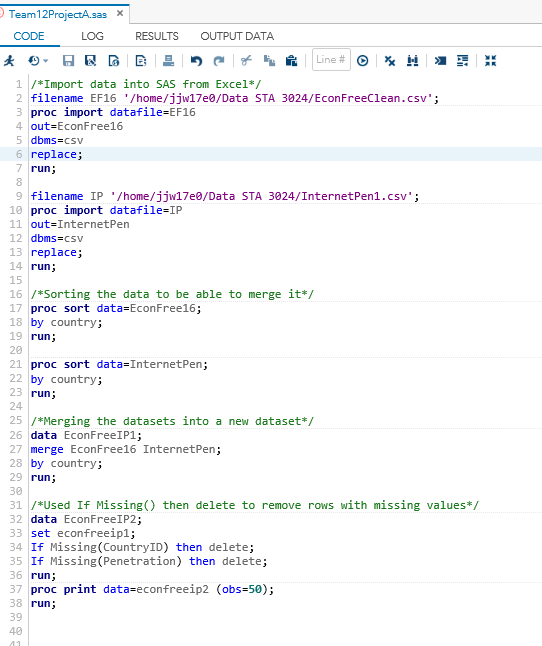 Team12ProjectA.sas ×
CODE LOG RESULTS OUTPUT DATA
Line #
1 /*Import data into SAS from Excel*/
2 filename EF16 '/home/jjw17e0/Data STA 3024/EconFreeClean.csv';
3 proc import datafile=EF16
4 out=EconFree16
5 dbms=csv
6 replace;
7 run;
8
9 filename IP '/home/jjw17e0/Data STA 3024/InternetPen1.csv';
10 proc import datafile=IP
11 out=InternetPen
12 dbms=csv
13 replace;
14 run;
15
16 /*Sorting the data to be able to merge it*/
17 proc sort data=EconFree16;
18 by country;
19 run;
20
21 proc sort data=InternetPen;
22 by country;
23 run;
24
25 /*Merging the datasets into a new dataset*/
26 data EconFreeIP1;
27 merge EconFree16 InternetPen;
28 by country;
29 run;
30
31 /*Used If Missing() then delete to remove rows with missing values*/
32 data EconFreeIP2;
33 set econfreeip1;
34 If Missing(CountryID) then delete;
35 If Missing(Penetration) then delete;
36 run;
37 proc print data=econfreeip2 (obs=50);
38 run;
39
40
41